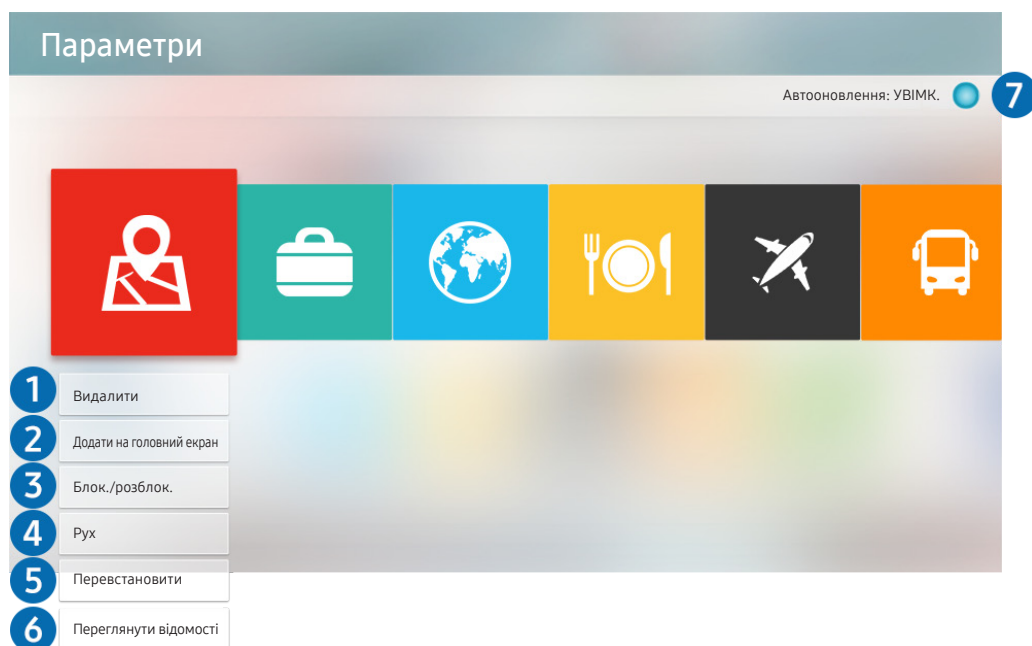 Параметри
Автооновлення: УВІМК.
7
1
Видалити
2
Додати на головний екран
3
Блок./розблок.
4
Рух
5
Перевстановити
6
Переглянути відомості